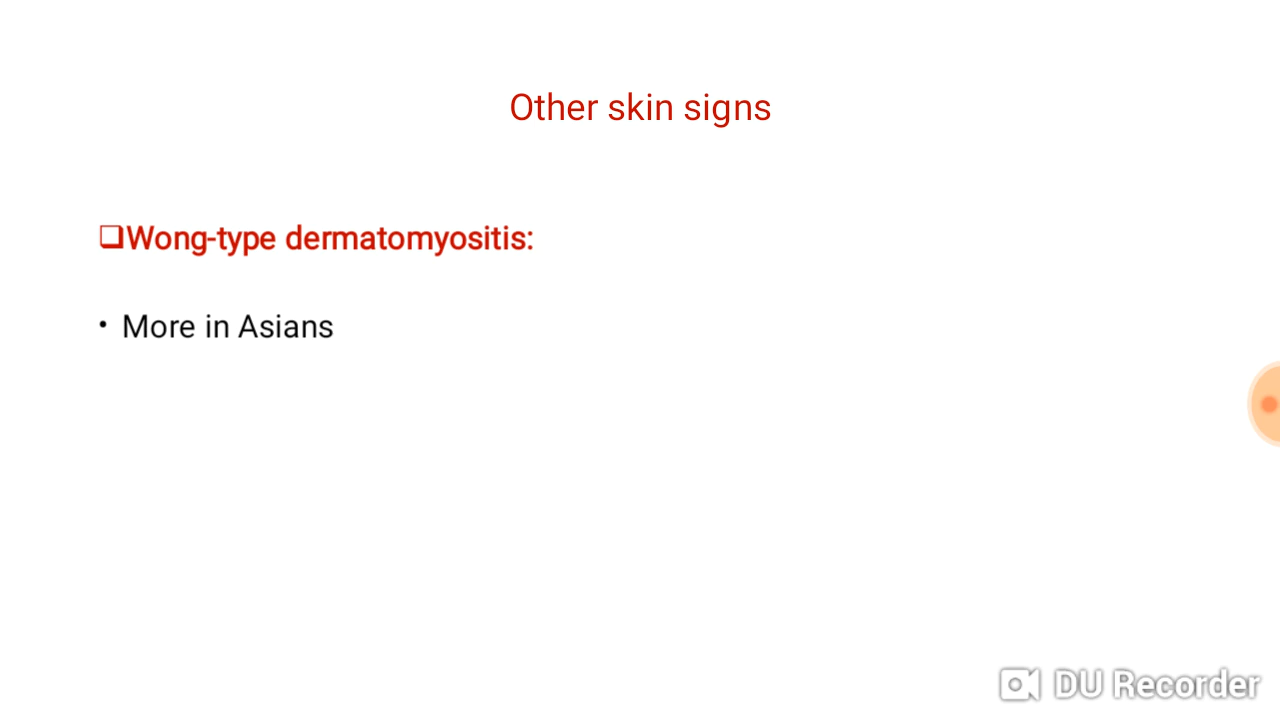 Other skin signs
❑Wong-type dermatomyositis:
• More in Asians
DU Recorder